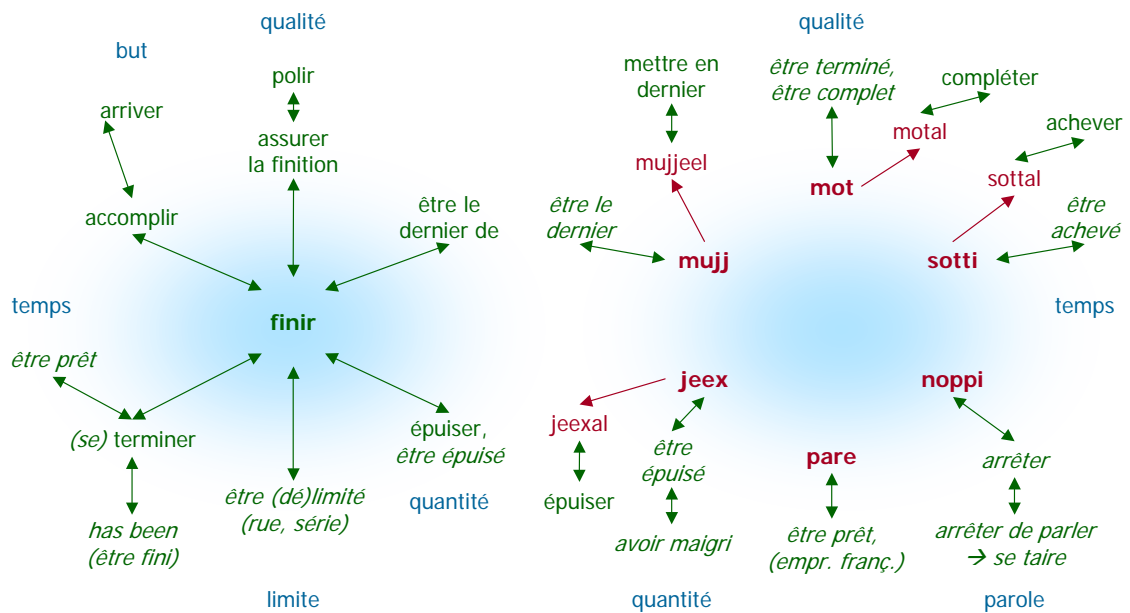 qualité
but
polir
arriver
assurer
la finition
accomplir
être le
dernier de
temps
finir
être prêt
(se) terminer
épuiser,
être épuisé
être (dé)limité
(rue, série)
quantité
has been
(être fini)
limite
qualité
mettre en
dernier
être terminé,
être complet
compléter
motal
achever
mujjeel
mot
sottal
être le
dernier
être
achevé
mujj
sotti
temps
jeex
noppi
jeexal
être
épuisé
pare
arrêter
épuiser
avoir maigri
être prêt,
(empr. franç.)
arrêter de parler
→ se taire
quantité
parole